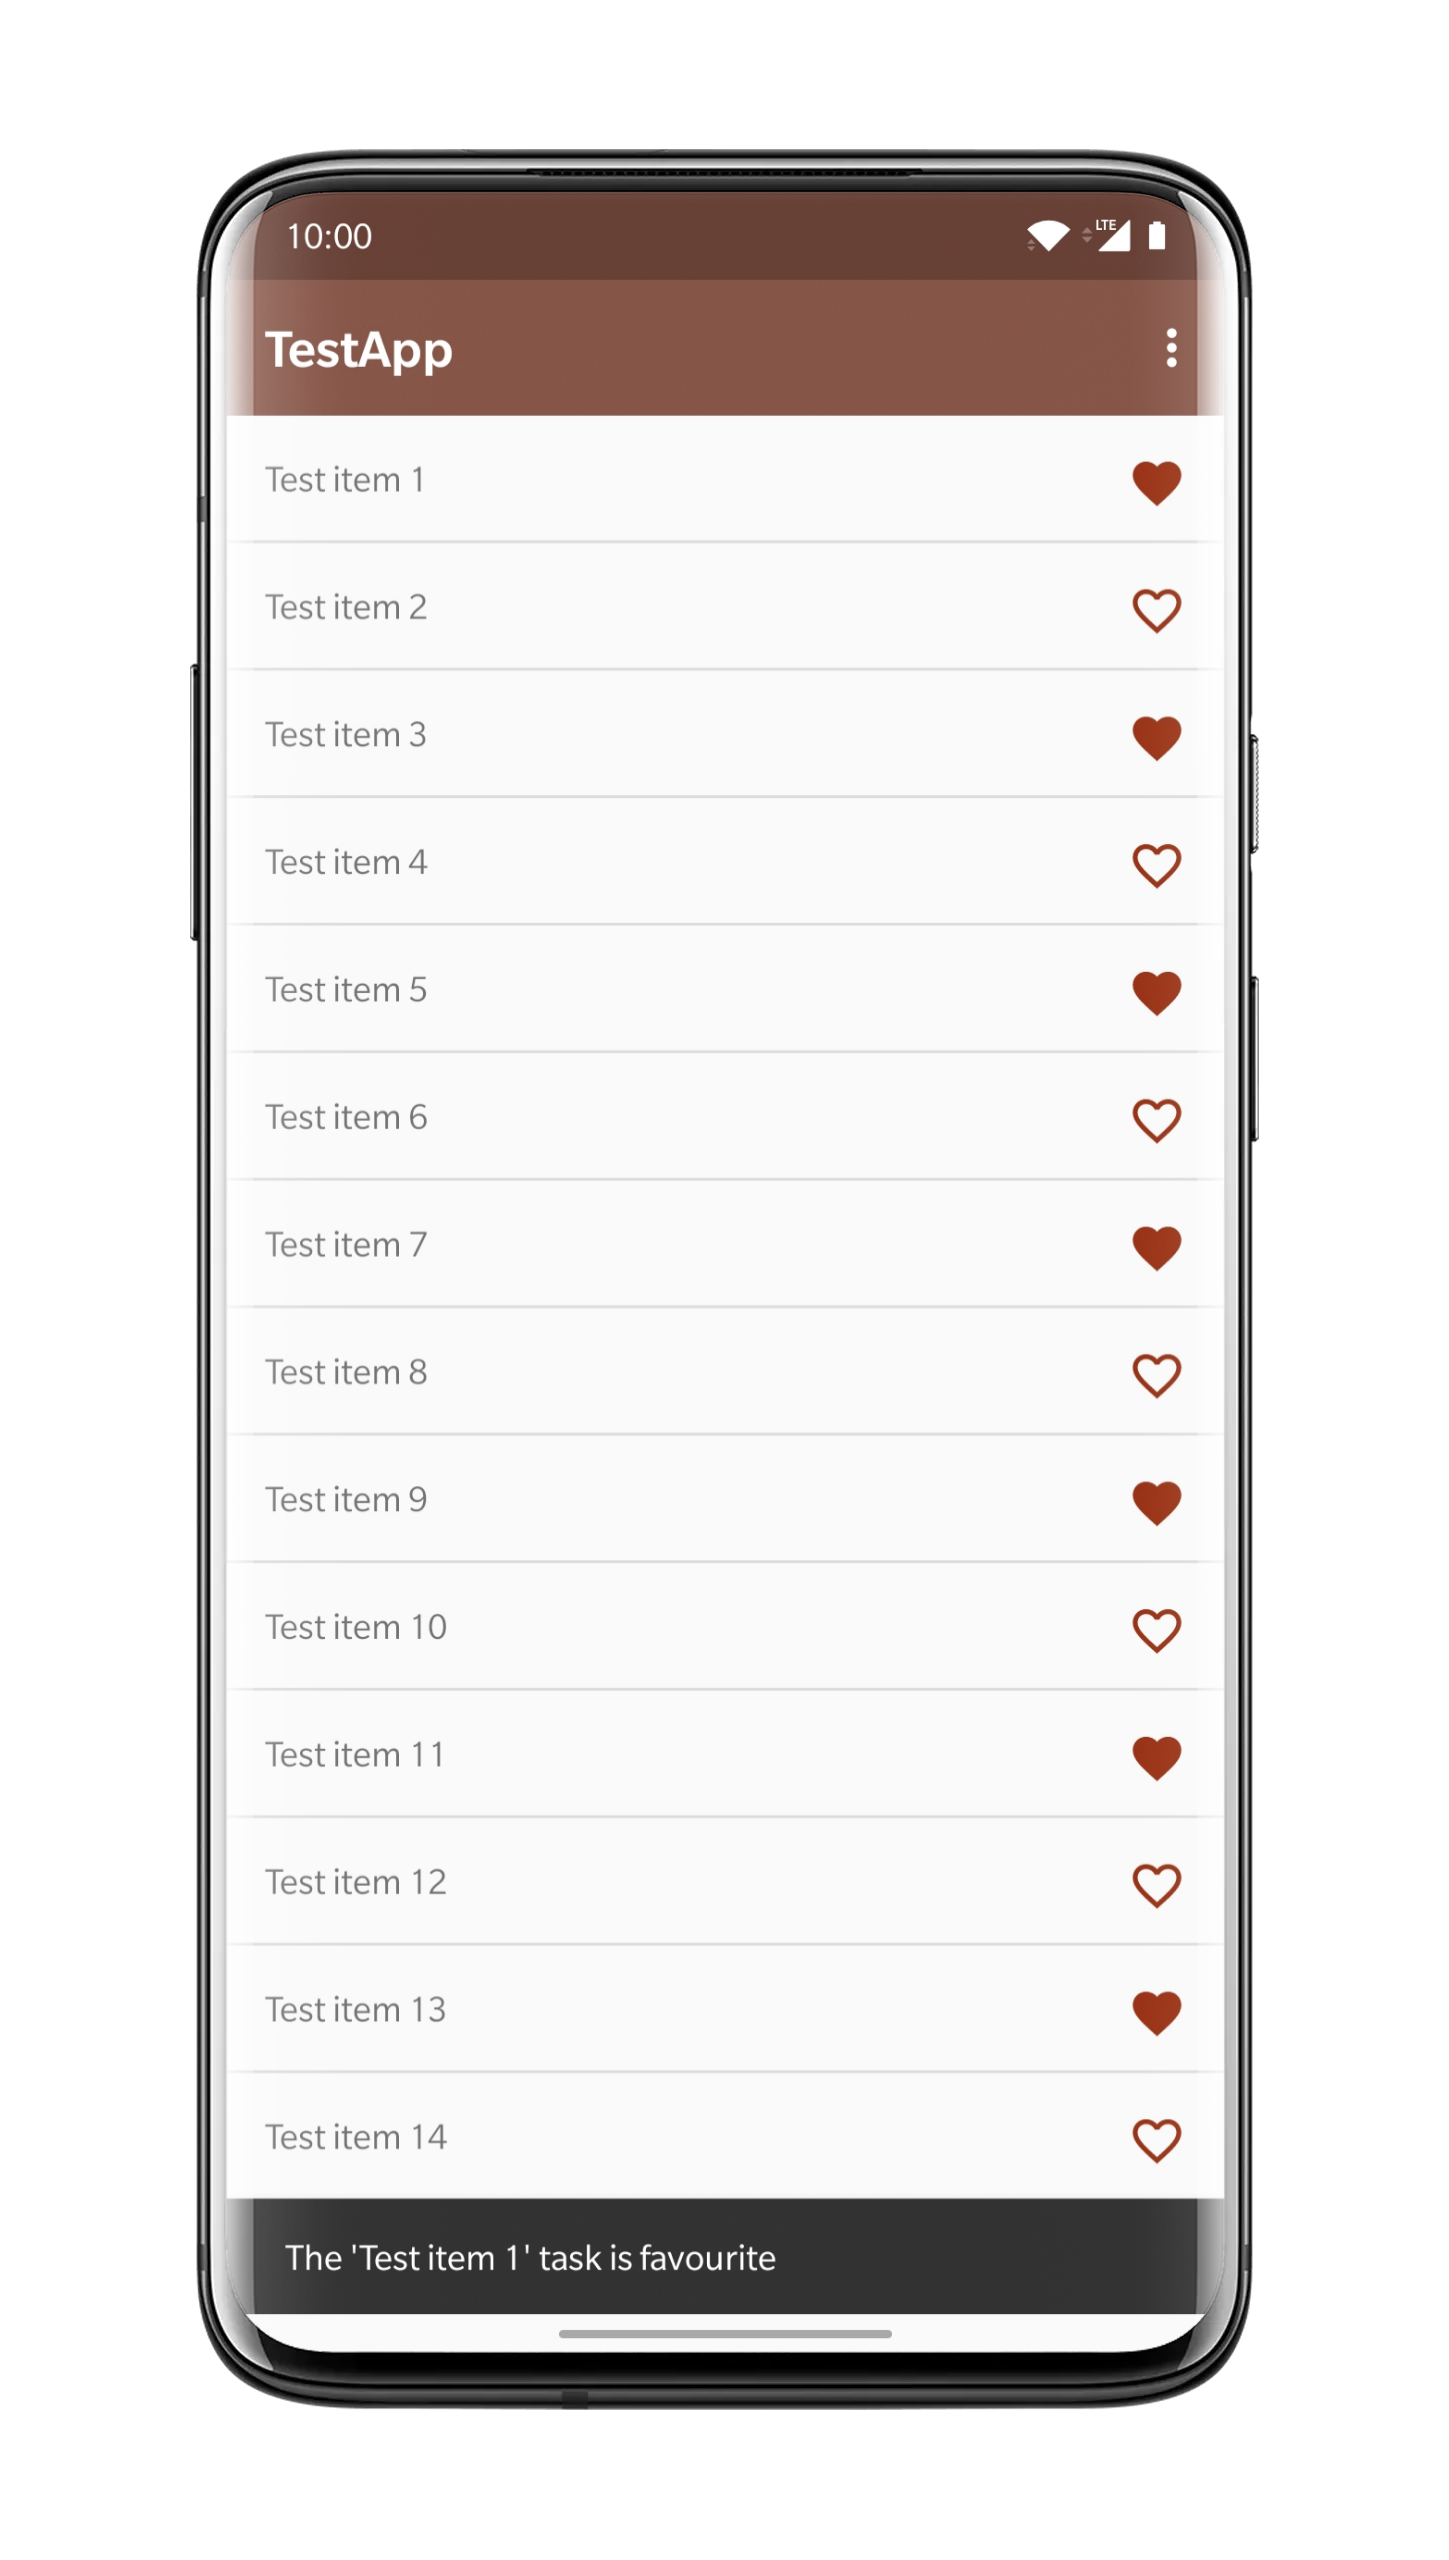 10:00
LTE
TestApp
Test item 1
Test item 2
Test item 3
Test item 4
Test item 5
Test item 6
Test item 7
Test item 8
Test item 9
Test item 10
Test item 11
Test item 12
Test item 13
Test item 14
The 'Test item 1' task is favourite